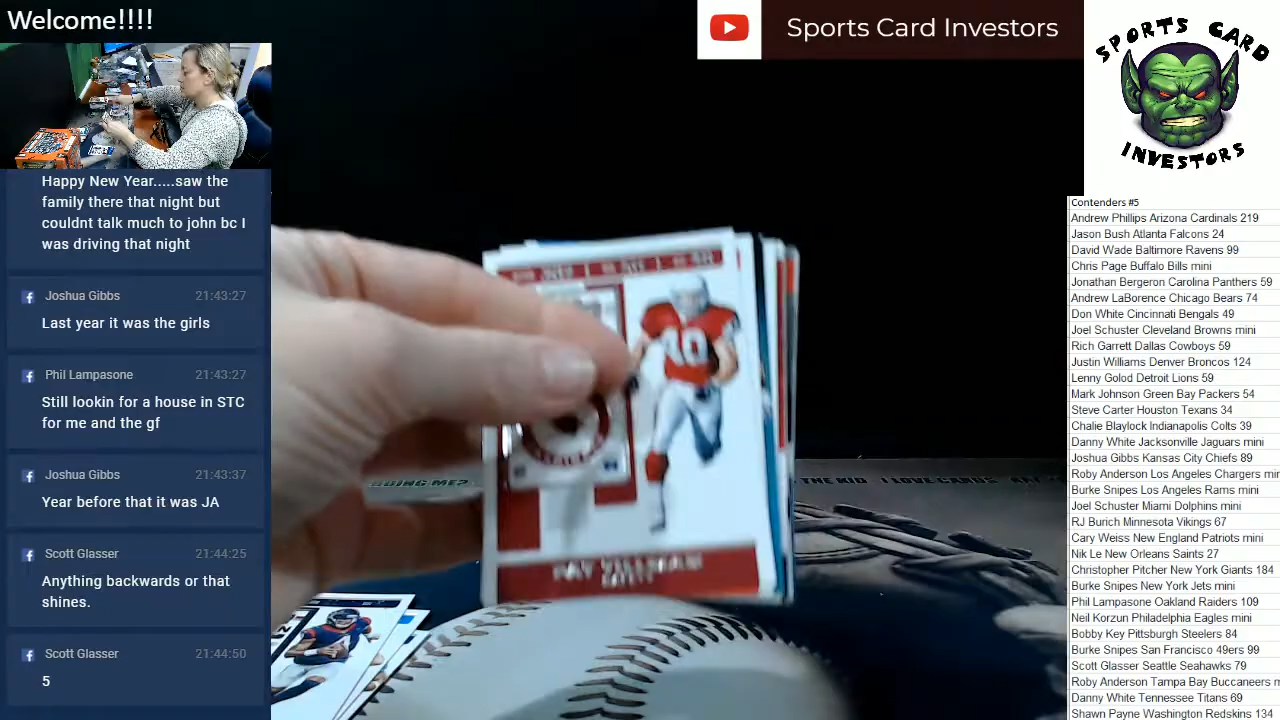 Welcome!!!!
Sports Card Investors
SPORTS CARD
INVESTORS
Happy New Year.....saw the
family there that night but
couldnt talk much to john bc I
was driving that night
Joshua Gibbs 21:43:27
Last year it was the girls
Phil Lampasone 21:43:27
Still lookin for a house in STC
for me and the gf
Joshua Gibbs 21:43:37
Year before that it was JA
Scott Glasser 21:44:25
Anything backwards or that
shines.
Scott Glasser 21:44:50
5
PAT TILLMAN
SAFETY
THE KID I LOVE CARDS
Contenders #5
Andrew Phillips Arizona Cardinals 219
Jason Bush Atlanta Falcons 24
David Wade Baltimore Ravens 99
Chris Page Buffalo Bills mini
Jonathan Bergeron Carolina Panthers 59
Andrew LaBorence Chicago Bears 74
Don White Cincinnati Bengals 49
Joel Schuster Cleveland Browns mini
Rich Garrett Dallas Cowboys 59
Justin Williams Denver Broncos 124
Lenny Golod Detroit Lions 59
Mark Johnson Green Bay Packers 54
Steve Carter Houston Texans 34
Chalie Blaylock Indianapolis Colts 39
Danny White Jacksonville Jaguars mini
Joshua Gibbs Kansas City Chiefs 89
Roby Anderson Los Angeles Chargers mir
Burke Snipes Los Angeles Rams mini
Joel Schuster Miami Dolphins mini
RJ Burich Minnesota Vikings 67
Cary Weiss New England Patriots mini
Nik Le New Orleans Saints 27
Christopher Pitcher New York Giants 184
Burke Snipes New York Jets mini
Phil Lampasone Oakland Raiders 109
Neil Korzun Philadelphia Eagles mini
Bobby Key Pittsburgh Steelers 84
Burke Snipes San Francisco 49ers 99
Scott Glasser Seattle Seahawks 79
Roby Anderson Tampa Bay Buccaneers m
Danny White Tennessee Titans 69
Shawn Payne Washington Redskins 134